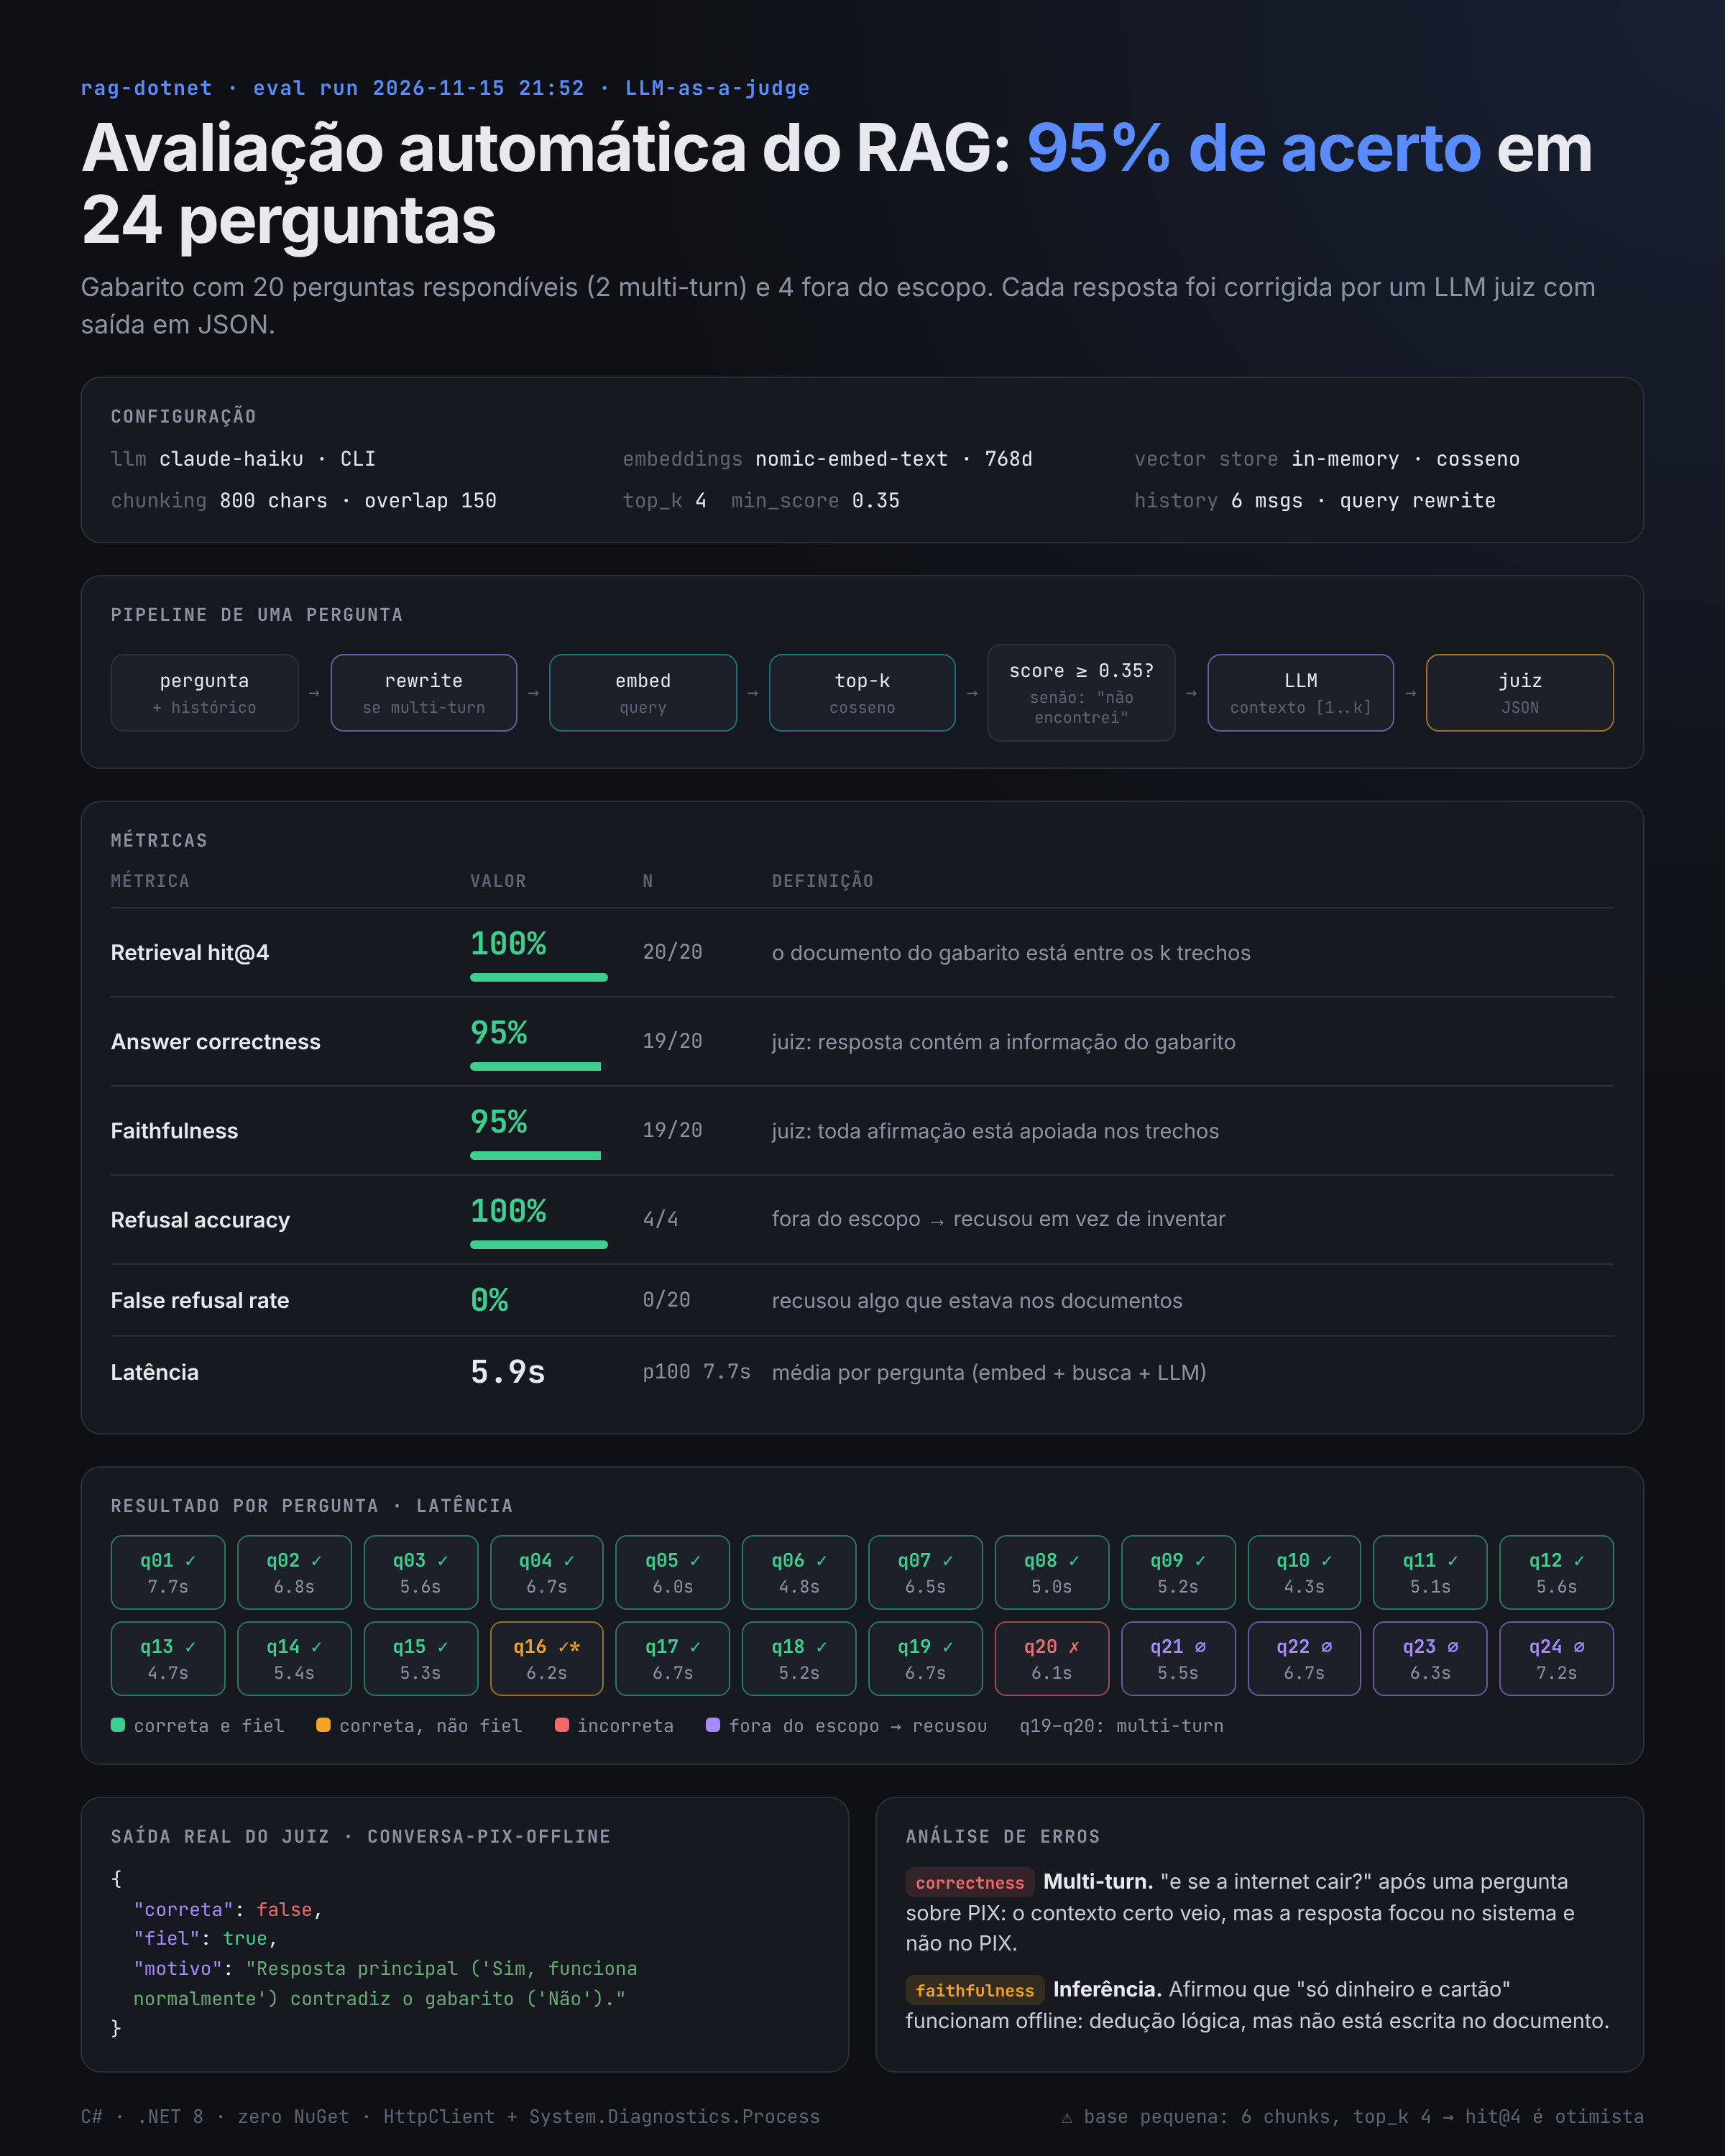 rag-dotnet · eval run 2026-11-15 21:52 · LLM-as-a-judge
Avaliação automática do RAG: 95% de acerto em
24 perguntas
Gabarito com 20 perguntas respondíveis (2 multi-turn) e 4 fora do escopo. Cada resposta foi corrigida por um LLM juiz com
saída em JSON.
CONFIGURAÇÃO
llm claude-haiku · CLI
embeddings nomic-embed-text · 768d
vector store in-memory · cosseno
chunking 800 chars · overlap 150
top_k 4 min_score 0.35
history 6 msgs · query rewrite
PIPELINE DE UMA PERGUNTA
pergunta
+ histórico
→
rewrite
se multi-turn
→
embed
query
→
top-k
cosseno
→
score ≥ 0.35?
senão: "não
encontrei"
→
LLM
contexto [1..k]
→
juiz
JSON
MÉTRICAS
MÉTRICA VALOR N DEFINIÇÃO
Retrieval hit@4 100% 20/20 o documento do gabarito está entre os k trechos
Answer correctness 95% 19/20 juiz: resposta contém a informação do gabarito
Faithfulness 95% 19/20 juiz: toda afirmação está apoiada nos trechos
Refusal accuracy 100% 4/4 fora do escopo → recusou em vez de inventar
False refusal rate 0% 0/20 recusou algo que estava nos documentos
Latência 5.9s p100 7.7s média por pergunta (embed + busca + LLM)
RESULTADO POR PERGUNTA · LATÊNCIA
q01 ✓ q02 ✓ q03 ✓ q04 ✓ q05 ✓ q06 ✓ q07 ✓ q08 ✓ q09 ✓ q10 ✓ q11 ✓ q12 ✓
7.7s 6.8s 5.6s 6.7s 6.0s 4.8s 6.5s 5.0s 5.2s 4.3s 5.1s 5.6s
q13 ✓ q14 ✓ q15 ✓ q16 ✓* q17 ✓ q18 ✓ q19 ✓ q20 ✗ q21 ∅ q22 ∅ q23 ∅ q24 ∅
4.7s 5.4s 5.3s 6.2s 6.7s 5.2s 6.7s 6.1s 5.5s 6.7s 6.3s 7.2s
correta e fiel correta, não fiel incorreta fora do escopo → recusou q19–q20: multi-turn
SAÍDA REAL DO JUIZ · CONVERSA-PIX-OFFLINE
{
"correta": false,
"fiel": true,
"motivo": "Resposta principal ('Sim, funciona
normalmente') contradiz o gabarito ('Não')."
}
ANÁLISE DE ERROS
correctness Multi-turn. "e se a internet cair?" após uma pergunta
sobre PIX: o contexto certo veio, mas a resposta focou no sistema e
não no PIX.
faithfulness Inferência. Afirmou que "só dinheiro e cartão"
funcionam offline: dedução lógica, mas não está escrita no documento.
C# · .NET 8 · zero NuGet · HttpClient + System.Diagnostics.Process
⚠ base pequena: 6 chunks, top_k 4 → hit@4 é otimista